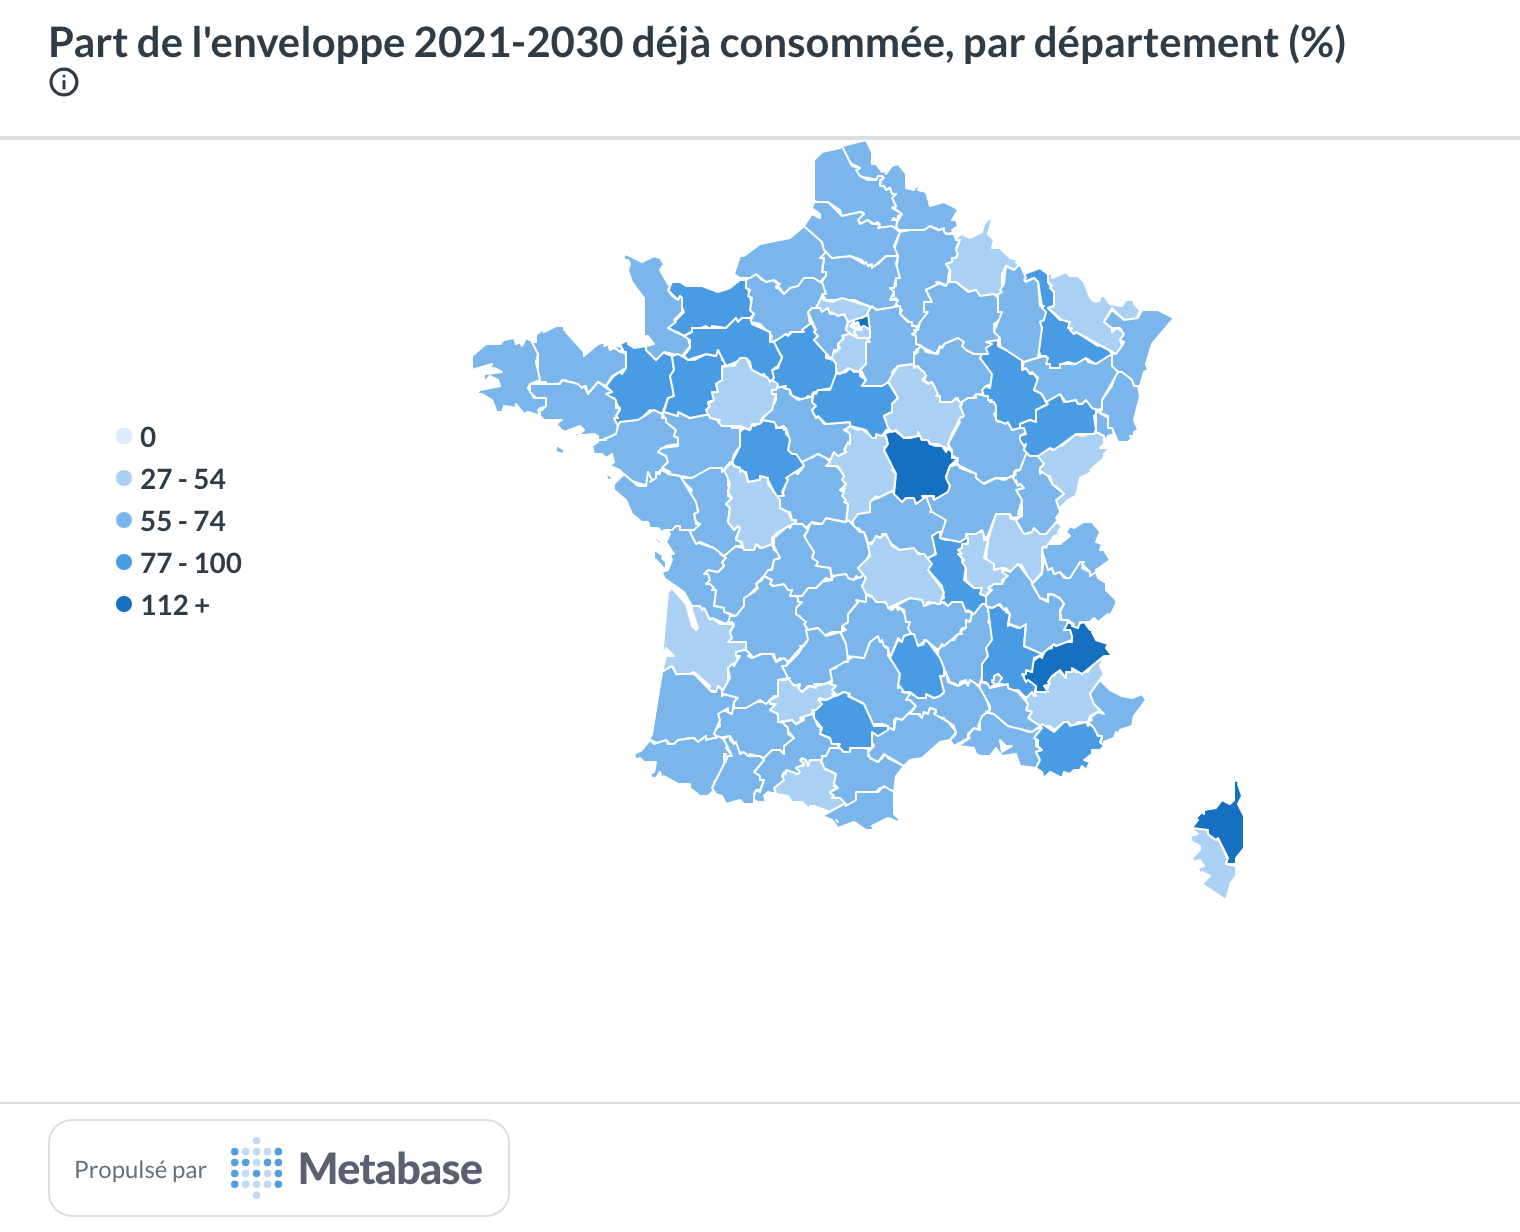 Part de l'enveloppe 2021-2030 déjà consommée, par département (%)
0
27 - 54
55 - 74
77 - 100
112 +
Propulsé par Metabase